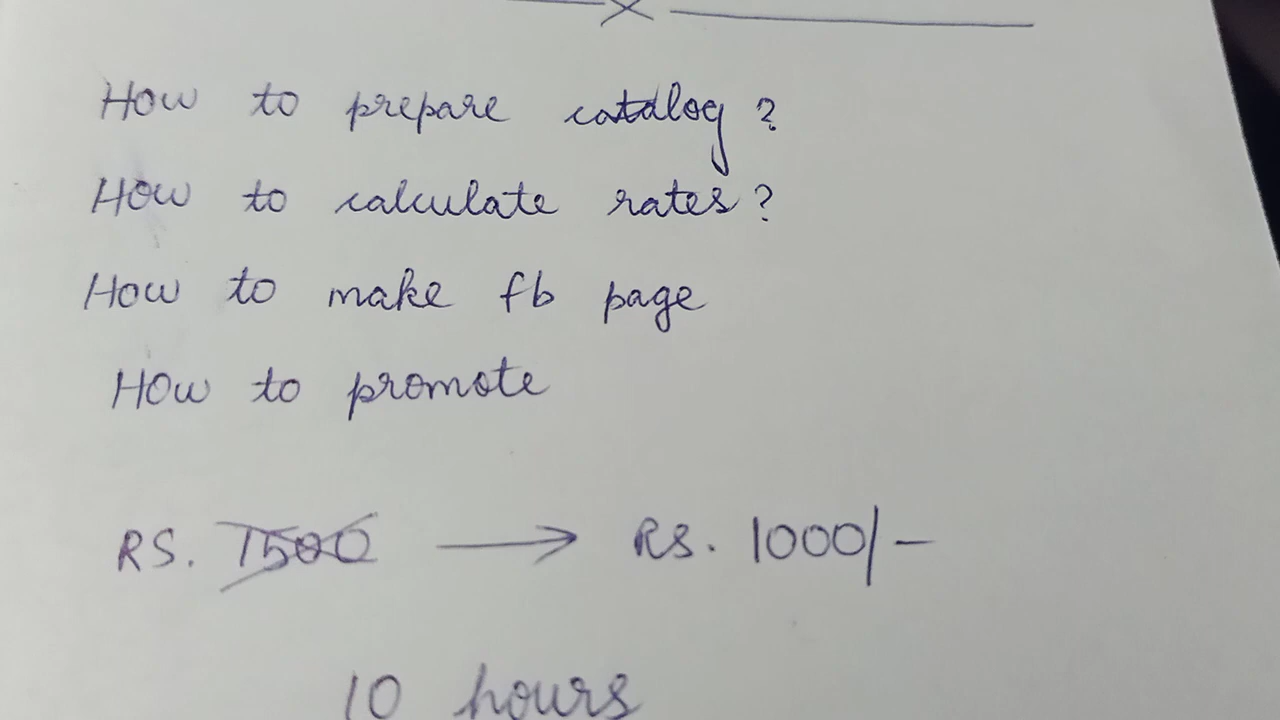 How to prepare catalog?
How to calculate rates?
How to make fb page
How to promote
RS. 1500 → RS. 1000/-
10 hours